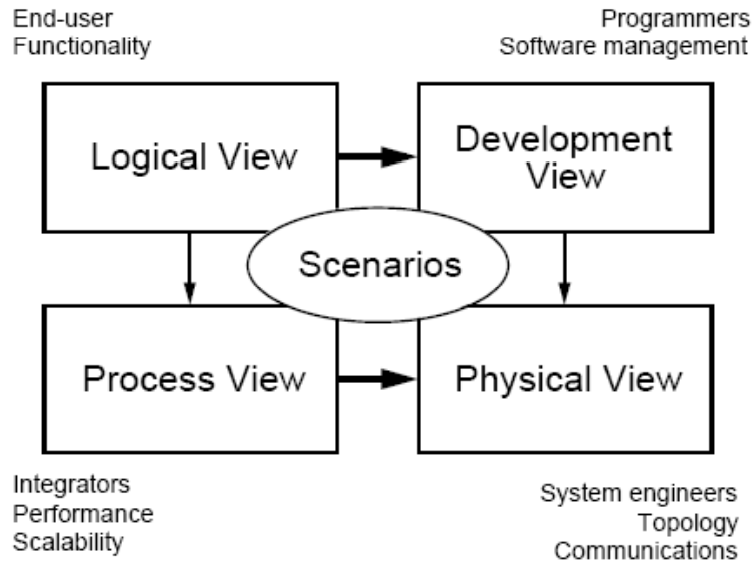 End-user
Functionality
Programmers
Software management
Logical View
Development
View
Scenarios
Process View
Physical View
Integrators
Performance
Scalability
System engineers
Topology
Communications